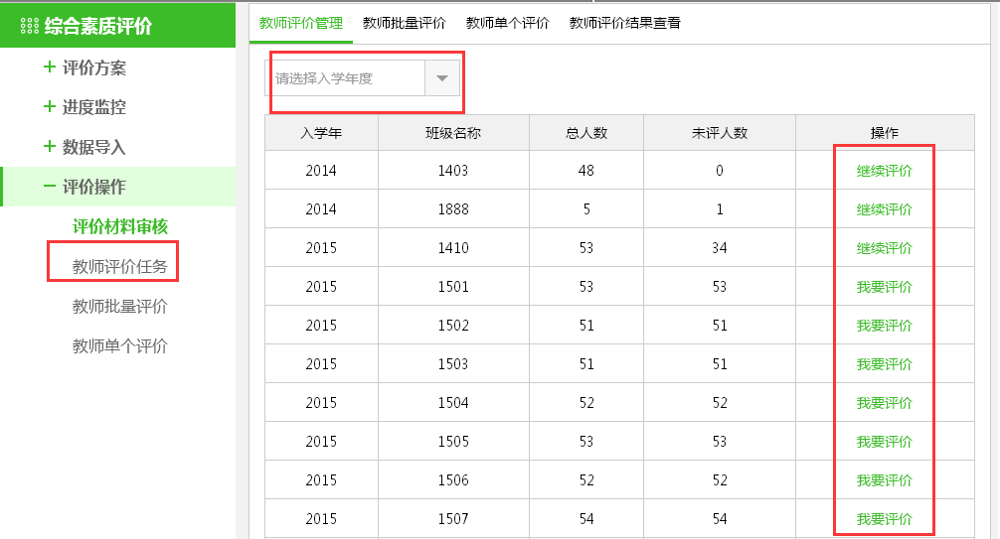 综合素质评价
评价方案
进度监控
数据导入
评价操作
评价材料审核
教师评价任务
教师批量评价
教师单个评价
教师评价管理 教师批量评价 教师单个评价 教师评价结果查看
请选择入学年度
入学年 班级名称 总人数 未评人数 操作
2014 1403 48 0 继续评价
2014 1888 5 1 继续评价
2015 1410 53 34 继续评价
2015 1501 53 53 我要评价
2015 1502 51 51 我要评价
2015 1503 51 51 我要评价
2015 1504 52 52 我要评价
2015 1505 53 53 我要评价
2015 1506 52 52 我要评价
2015 1507 54 54 我要评价